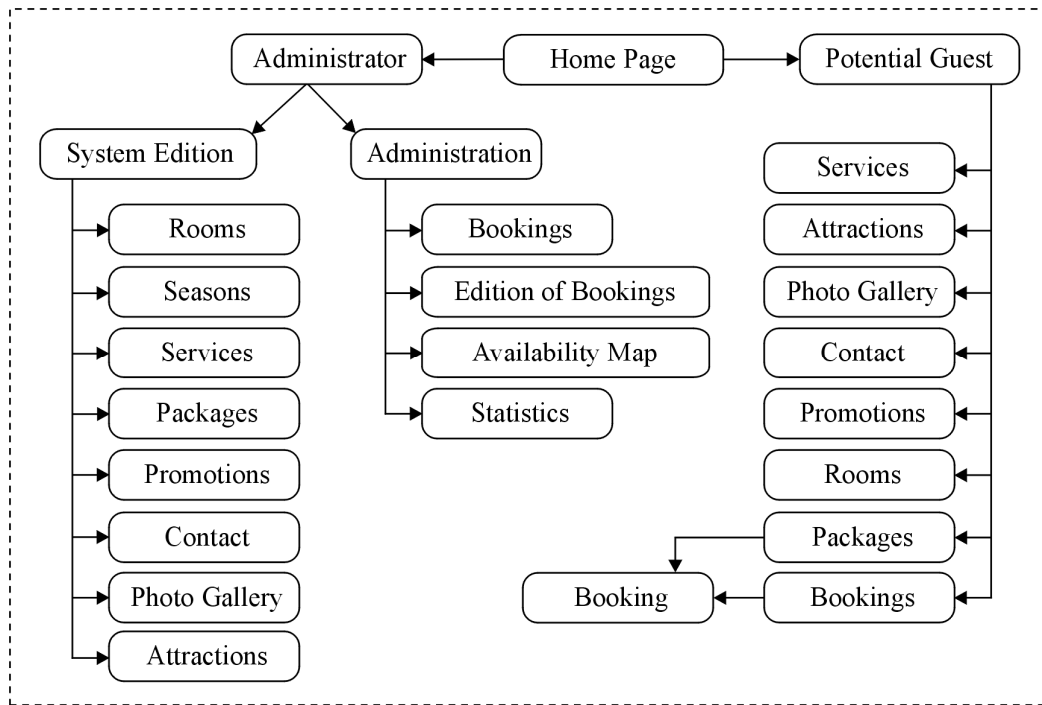 Administrator
Home Page
Potential Guest
System Edition
Administration
Rooms
Seasons
Services
Packages
Promotions
Contact
Photo Gallery
Attractions
Bookings
Edition of Bookings
Availability Map
Statistics
Services
Attractions
Photo Gallery
Contact
Promotions
Rooms
Packages
Bookings
Booking